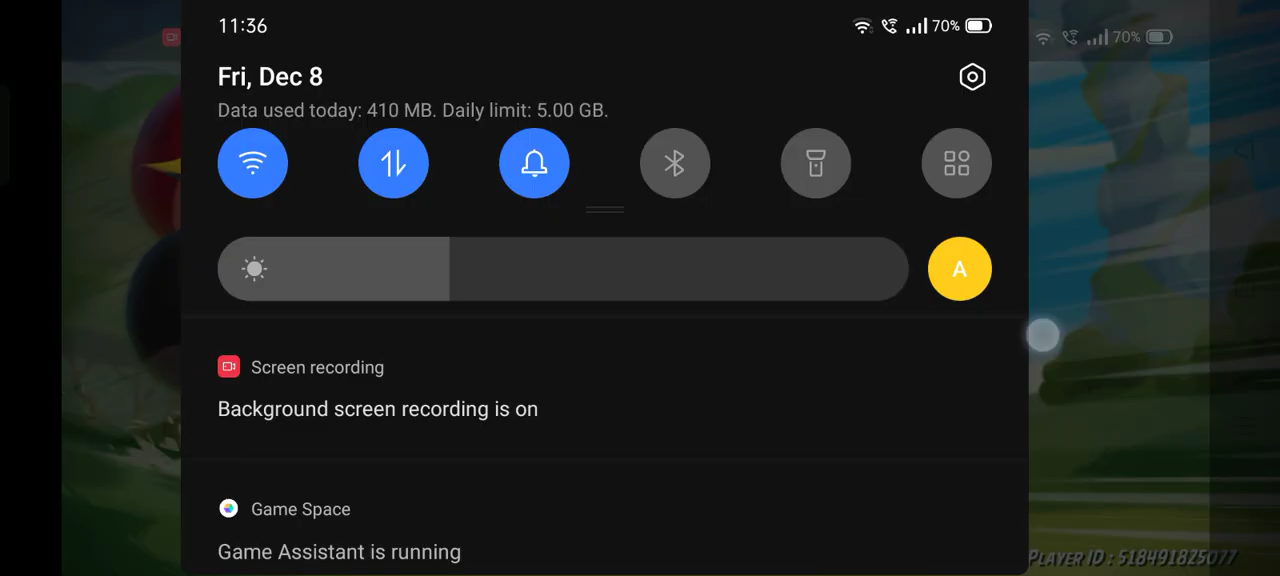 11:36
70%
70%
Fri, Dec 8
Data used today: 410 MB. Daily limit: 5.00 GB.
A
Screen recording
Background screen recording is on
Game Space
Game Assistant is running
PLAYER ID : 518491825077